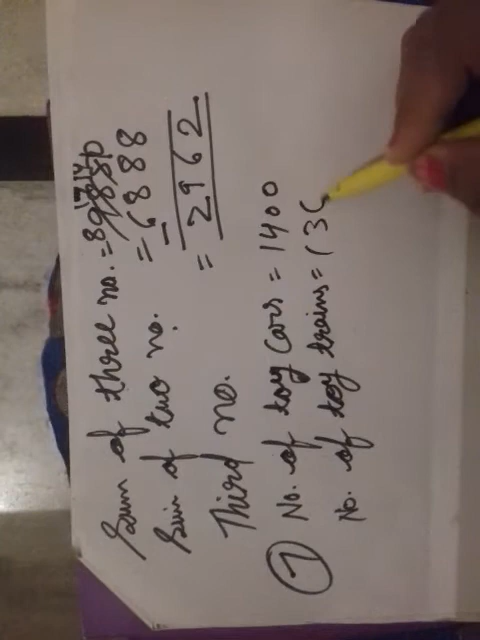 Sum of three no. = 9850
Sum of two no. = - 6888
Third no. = 2962
7 No. of toy cars = 1400
No. of toy trains = 13